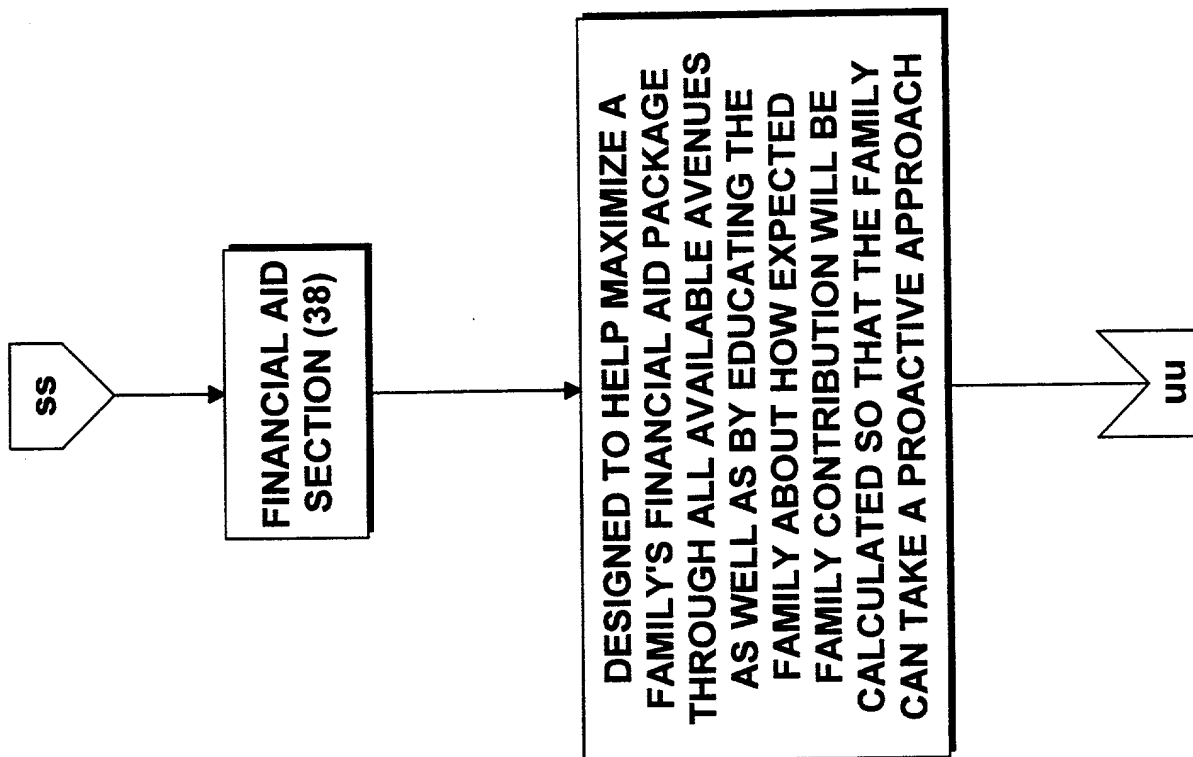 ss
FINANCIAL AID
SECTION (38)
DESIGNED TO HELP MAXIMIZE A
FAMILY'S FINANCIAL AID PACKAGE
THROUGH ALL AVAILABLE AVENUES
AS WELL AS BY EDUCATING THE
FAMILY ABOUT HOW EXPECTED
FAMILY CONTRIBUTION WILL BE
CALCULATED SO THAT THE FAMILY
CAN TAKE A PROACTIVE APPROACH
nn